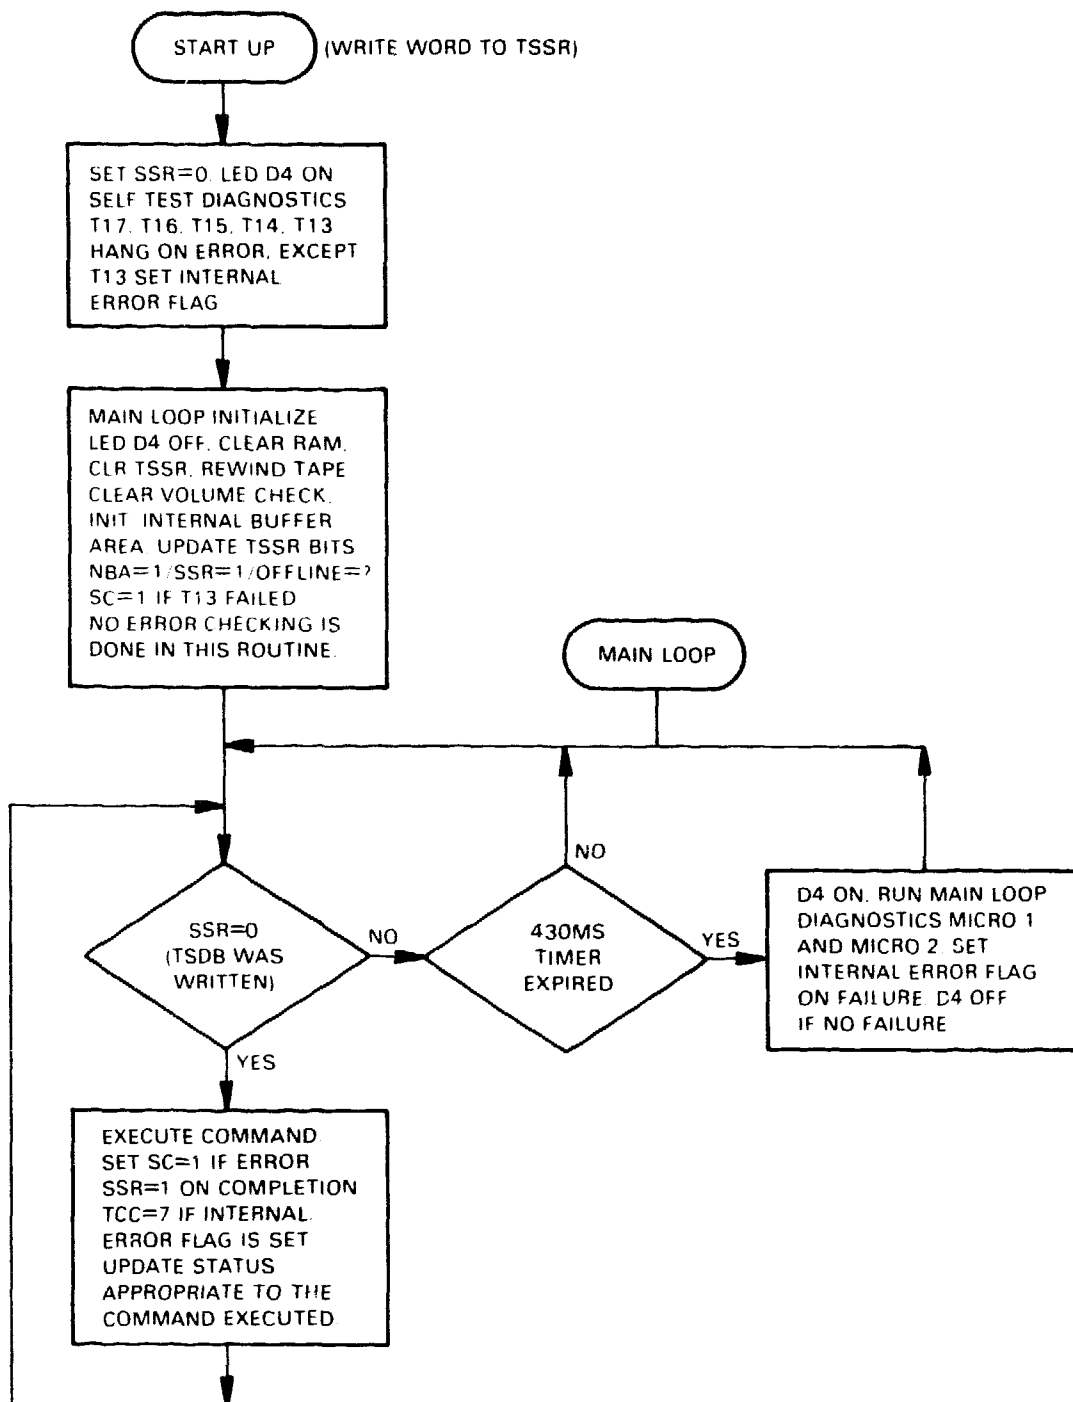 START UP (WRITE WORD TO TSSR)
SET SSR=0. LED D4 ON
SELF TEST DIAGNOSTICS
T17, T16, T15, T14, T13
HANG ON ERROR, EXCEPT
T13 SET INTERNAL
ERROR FLAG
MAIN LOOP INITIALIZE
LED D4 OFF, CLEAR RAM,
CLR TSSR, REWIND TAPE
CLEAR VOLUME CHECK,
INIT INTERNAL BUFFER
AREA. UPDATE TSSR BITS
NBA=1/SSR=1/OFFLINE=?
SC=1 IF T13 FAILED
NO ERROR CHECKING IS
DONE IN THIS ROUTINE.
MAIN LOOP
SSR=0
(TSDB WAS
WRITTEN)
NO
YES
430MS
TIMER
EXPIRED
NO
YES
D4 ON, RUN MAIN LOOP
DIAGNOSTICS MICRO 1
AND MICRO 2. SET
INTERNAL ERROR FLAG
ON FAILURE. D4 OFF
IF NO FAILURE
EXECUTE COMMAND
SET SC=1 IF ERROR
SSR=1 ON COMPLETION
TCC=7 IF INTERNAL
ERROR FLAG IS SET
UPDATE STATUS
APPROPRIATE TO THE
COMMAND EXECUTED.